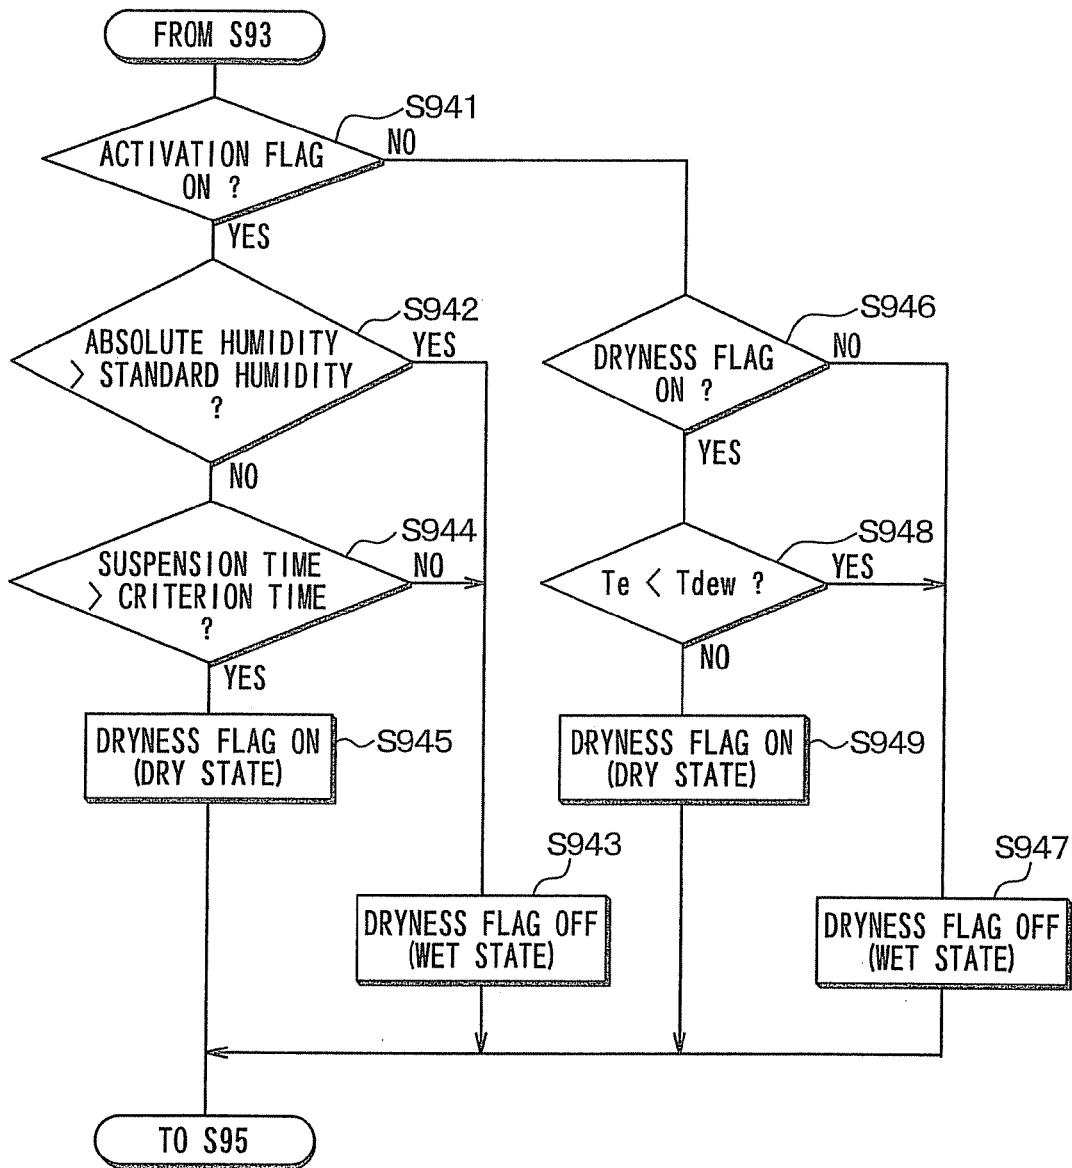 FROM S93
S941
ACTIVATION FLAG
ON ?
NO
YES
S942
ABSOLUTE HUMIDITY
> STANDARD HUMIDITY
?
YES
NO
S944
SUSPENSION TIME
> CRITERION TIME
?
NO
YES
DRYNESS FLAG ON
(DRY STATE)
S945
S943
DRYNESS FLAG OFF
(WET STATE)
S946
DRYNESS FLAG
ON ?
NO
YES
S948
Te < Tdew ?
YES
NO
DRYNESS FLAG ON
(DRY STATE)
S949
S947
DRYNESS FLAG OFF
(WET STATE)
TO S95